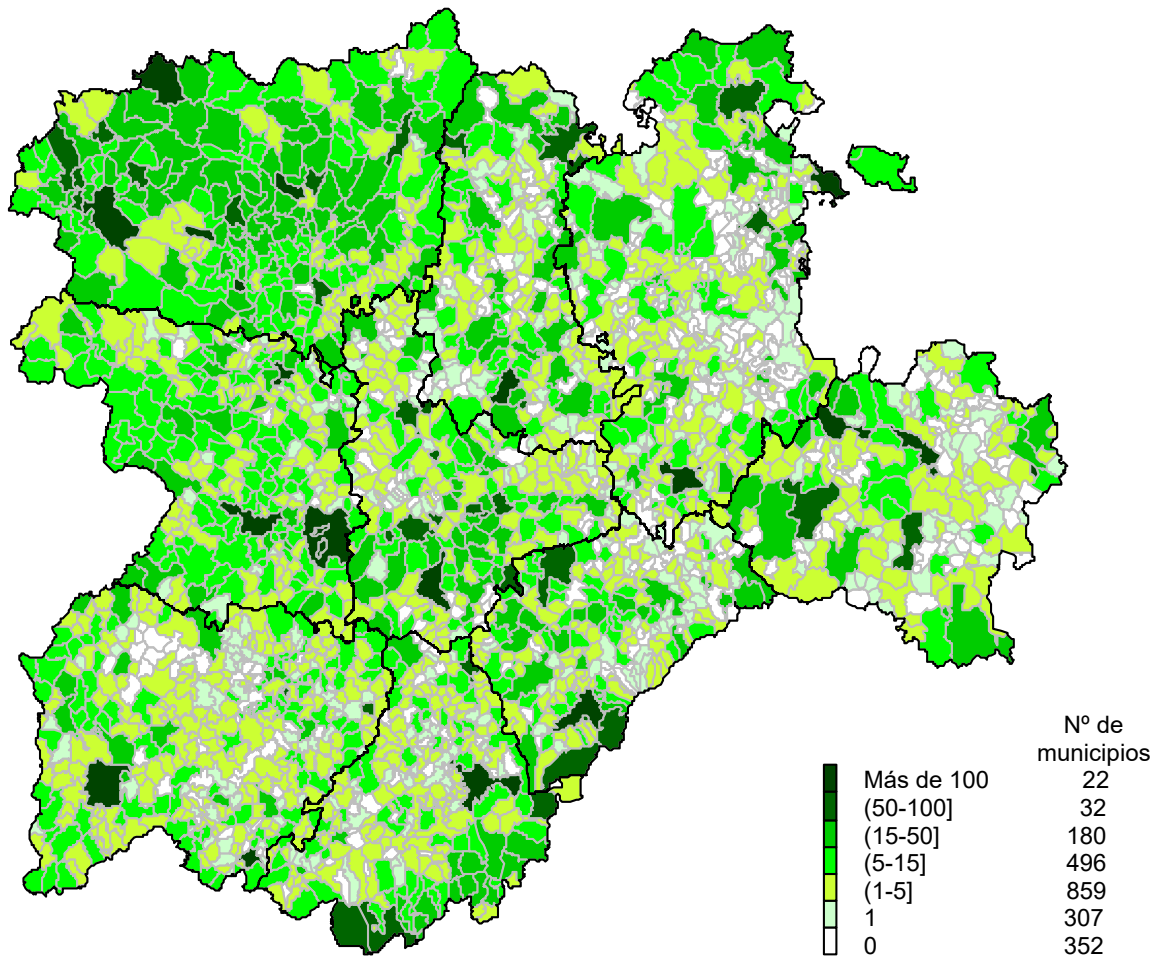 Nº de
municipios
Más de 100 22
(50-100] 32
(15-50] 180
(5-15] 496
(1-5] 859
1 307
0 352